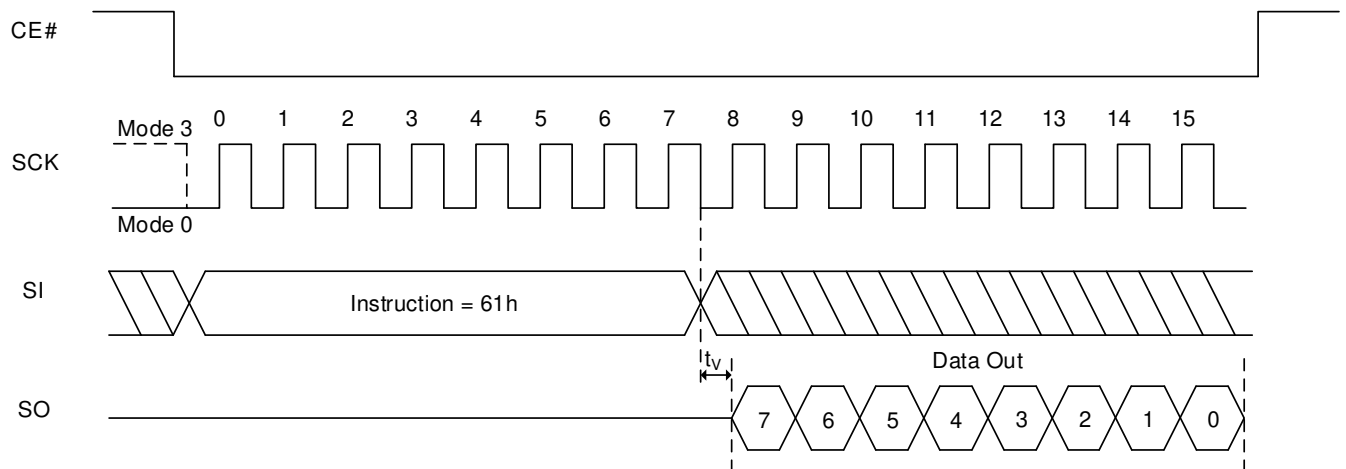 CE#
Mode 3 0 1 2 3 4 5 6 7 8 9 10 11 12 13 14 15
SCK
Mode 0
SI Instruction = 61h
tV Data Out
SO 7 6 5 4 3 2 1 0